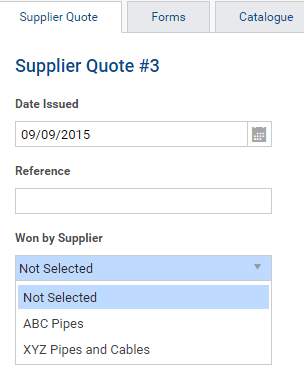 Supplier Quote Forms Catalogue
Supplier Quote #3
Date Issued
09/09/2015
Reference
Won by Supplier
Not Selected
Not Selected
ABC Pipes
XYZ Pipes and Cables